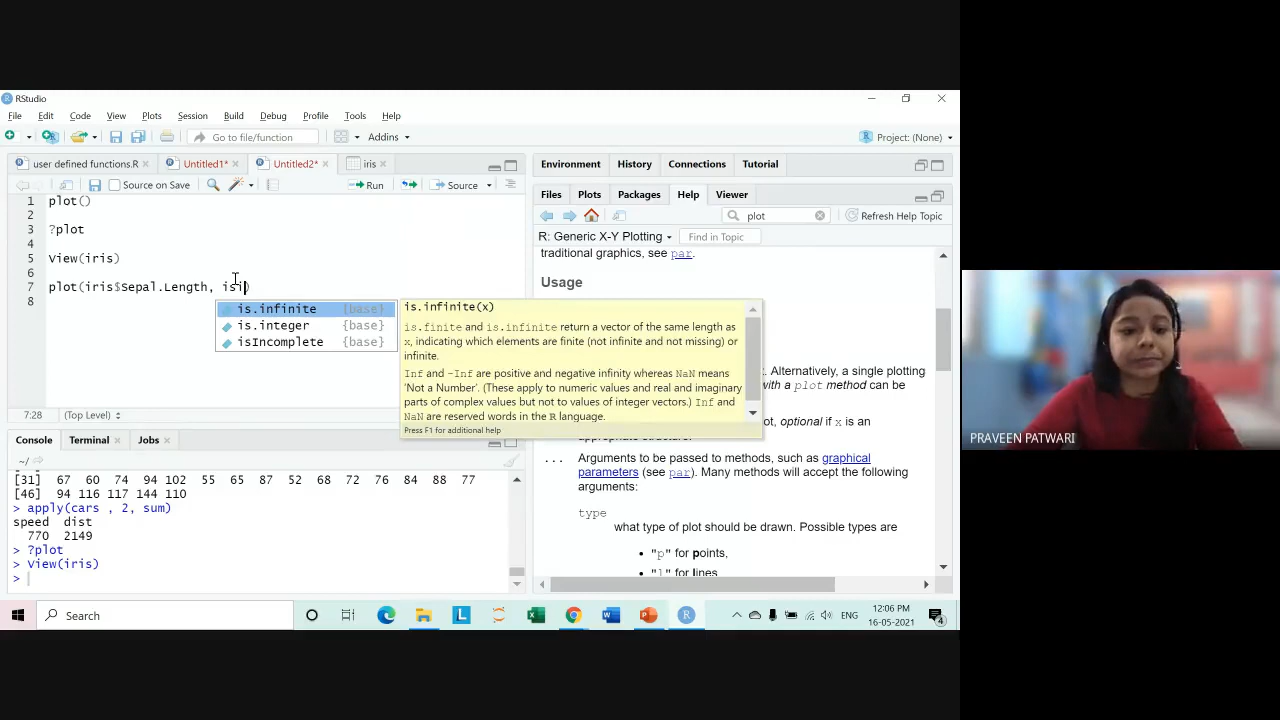 RStudio
File Edit Code View Plots Session Build Debug Profile Tools Help
Go to file/function Addins Project: (None)
user defined functions.R Untitled1* Untitled2* iris
Source on Save Run Source
1 plot()
2
3 ?plot
4
5 View(iris)
6
7 plot(iris$Sepal.Length, isi)
8
is.infinite {base}
is.integer {base}
isIncomplete {base}
is.infinite(x)
is.finite and is.infinite return a vector of the same length as
x, indicating which elements are finite (not infinite and not missing) or
infinite.
Inf and -Inf are positive and negative infinity whereas NaN means
'Not a Number'. (These apply to numeric values and real and imaginary
parts of complex values but not to values of integer vectors.) Inf and
NaN are reserved words in the R language.
Press F1 for additional help
7:28 (Top Level)
Console Terminal Jobs
~/
[31] 67 60 74 94 102 55 65 87 52 68 72 76 84 88 77
[46] 94 116 117 144 110
> apply(cars , 2, sum)
speed dist
770 2149
> ?plot
> View(iris)
>
Environment History Connections Tutorial
Files Plots Packages Help Viewer
plot Refresh Help Topic
R: Generic X-Y Plotting Find in Topic
traditional graphics, see par.
Usage
. Alternatively, a single plotting
with a plot method can be
ot, optional if x is an
... Arguments to be passed to methods, such as graphical
parameters (see par). Many methods will accept the following
arguments:
type
what type of plot should be drawn. Possible types are
• "p" for points,
• "l" for lines
PRAVEEN PATWARI
Search
ENG
12:06 PM
16-05-2021
4